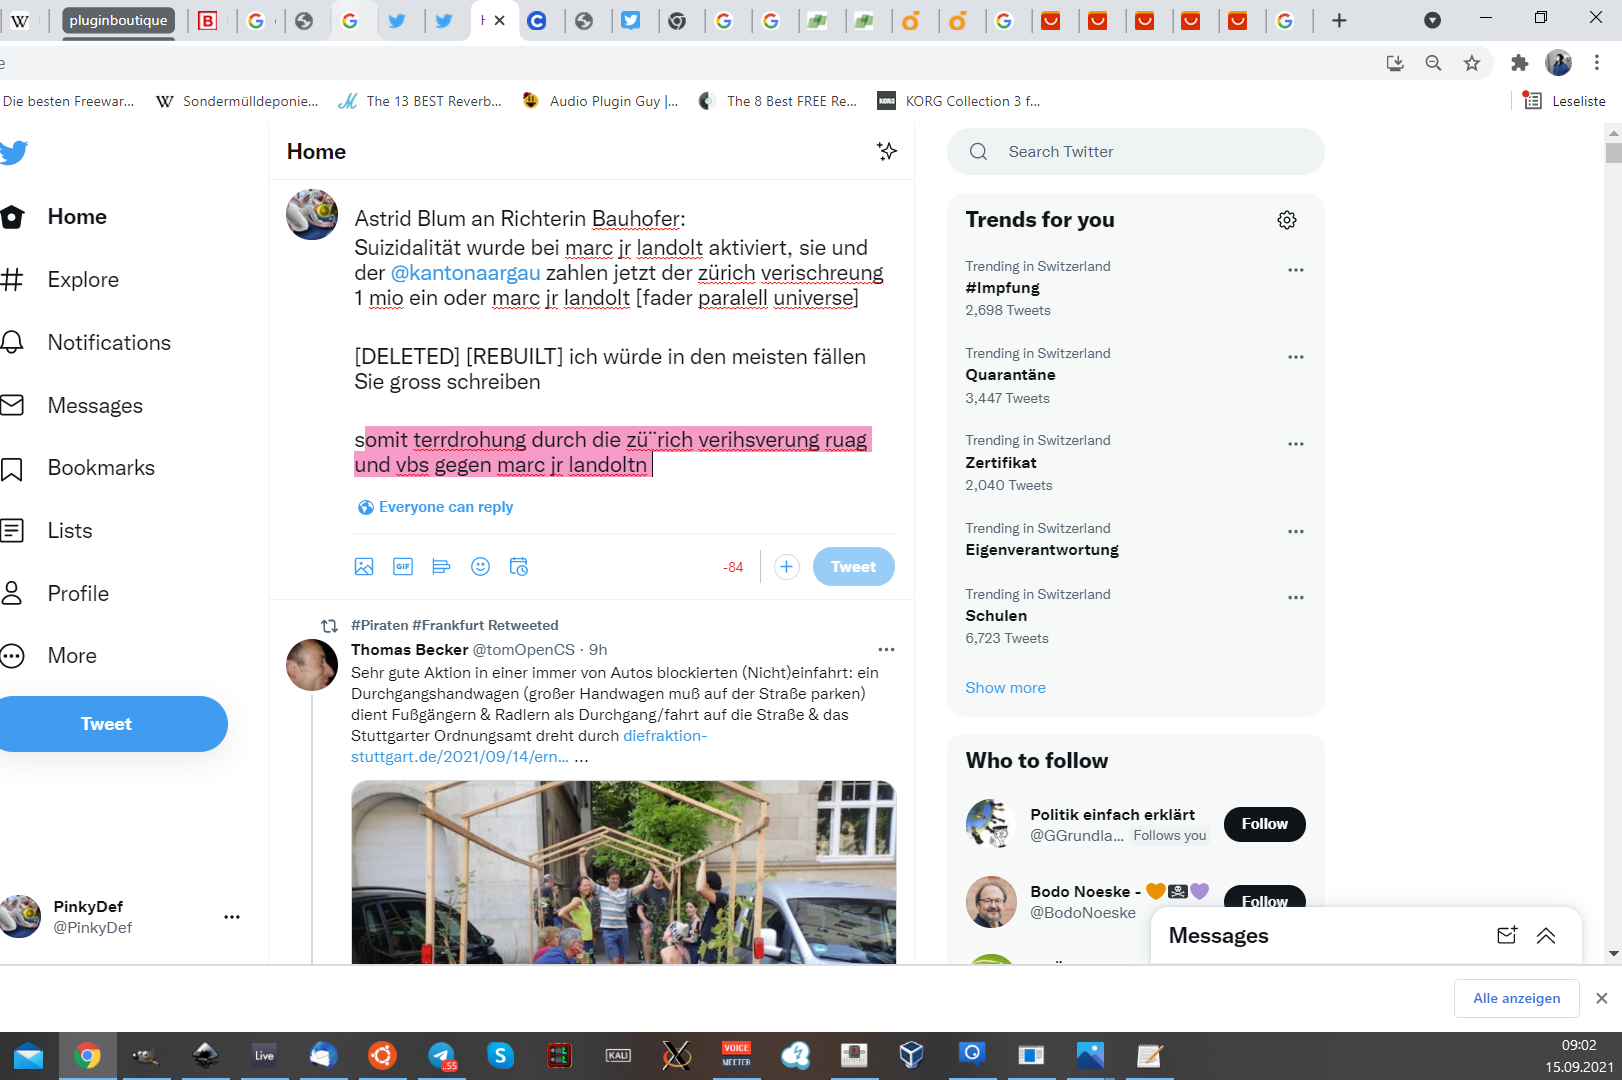 pluginboutique
Die besten Freewar...
Sondermülldeponie...
The 13 BEST Reverb...
Audio Plugin Guy |...
The 8 Best FREE Re...
KORG Collection 3 f...
Leseliste
Home
Explore
Notifications
Messages
Bookmarks
Lists
Profile
More
Tweet
PinkyDef
@PinkyDef
Home
Astrid Blum an Richterin Bauhofer:
Suizidalität wurde bei marc jr landolt aktiviert, sie und
der @kantonaargau zahlen jetzt der zürich verischreung
1 mio ein oder marc jr landolt [fader paralell universe]
[DELETED] [REBUILT] ich würde in den meisten fällen
Sie gross schreiben
somit terrdrohung durch die zü¨rich verihsverung ruag
und vbs gegen marc jr landoltn
Everyone can reply
GIF
-84
Tweet
#Piraten #Frankfurt Retweeted
Thomas Becker @tomOpenCS · 9h
Sehr gute Aktion in einer immer von Autos blockierten (Nicht)einfahrt: ein
Durchgangshandwagen (großer Handwagen muß auf der Straße parken)
dient Fußgängern & Radlern als Durchgang/fahrt auf die Straße & das
Stuttgarter Ordnungsamt dreht durch diefraktion-
stuttgart.de/2021/09/14/ern... ...
Search Twitter
Trends for you
Trending in Switzerland
#Impfung
2,698 Tweets
Trending in Switzerland
Quarantäne
3,447 Tweets
Trending in Switzerland
Zertifikat
2,040 Tweets
Trending in Switzerland
Eigenverantwortung
Trending in Switzerland
Schulen
6,723 Tweets
Show more
Who to follow
Politik einfach erklärt
@GGrundla... Follows you
Follow
Bodo Noeske - 🧡🏴‍☠️💜
@BodoNoeske
Follow
Messages
Alle anzeigen
Live
55
KALI
VOICE
MEETER
09:02
15.09.2021